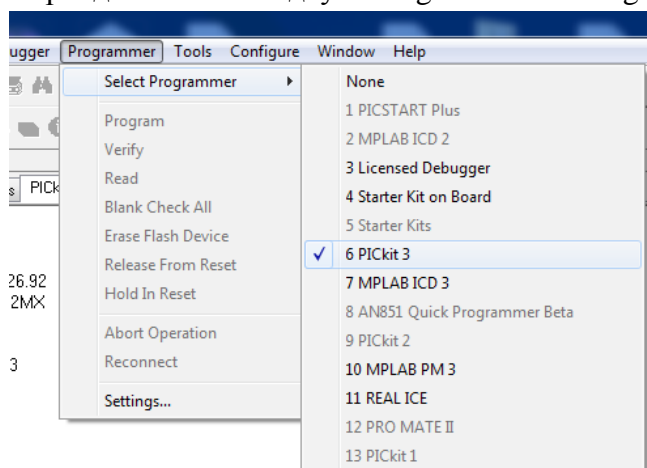 ugger Programmer Tools Configure Window Help
Select Programmer
Program
Verify
Read
Blank Check All
Erase Flash Device
Release From Reset
Hold In Reset
Abort Operation
Reconnect
Settings...
None
1 PICSTART Plus
2 MPLAB ICD 2
3 Licensed Debugger
4 Starter Kit on Board
5 Starter Kits
6 PICkit 3
7 MPLAB ICD 3
8 AN851 Quick Programmer Beta
9 PICkit 2
10 MPLAB PM 3
11 REAL ICE
12 PRO MATE II
13 PICkit 1
s PICk
26.92
2MX
3